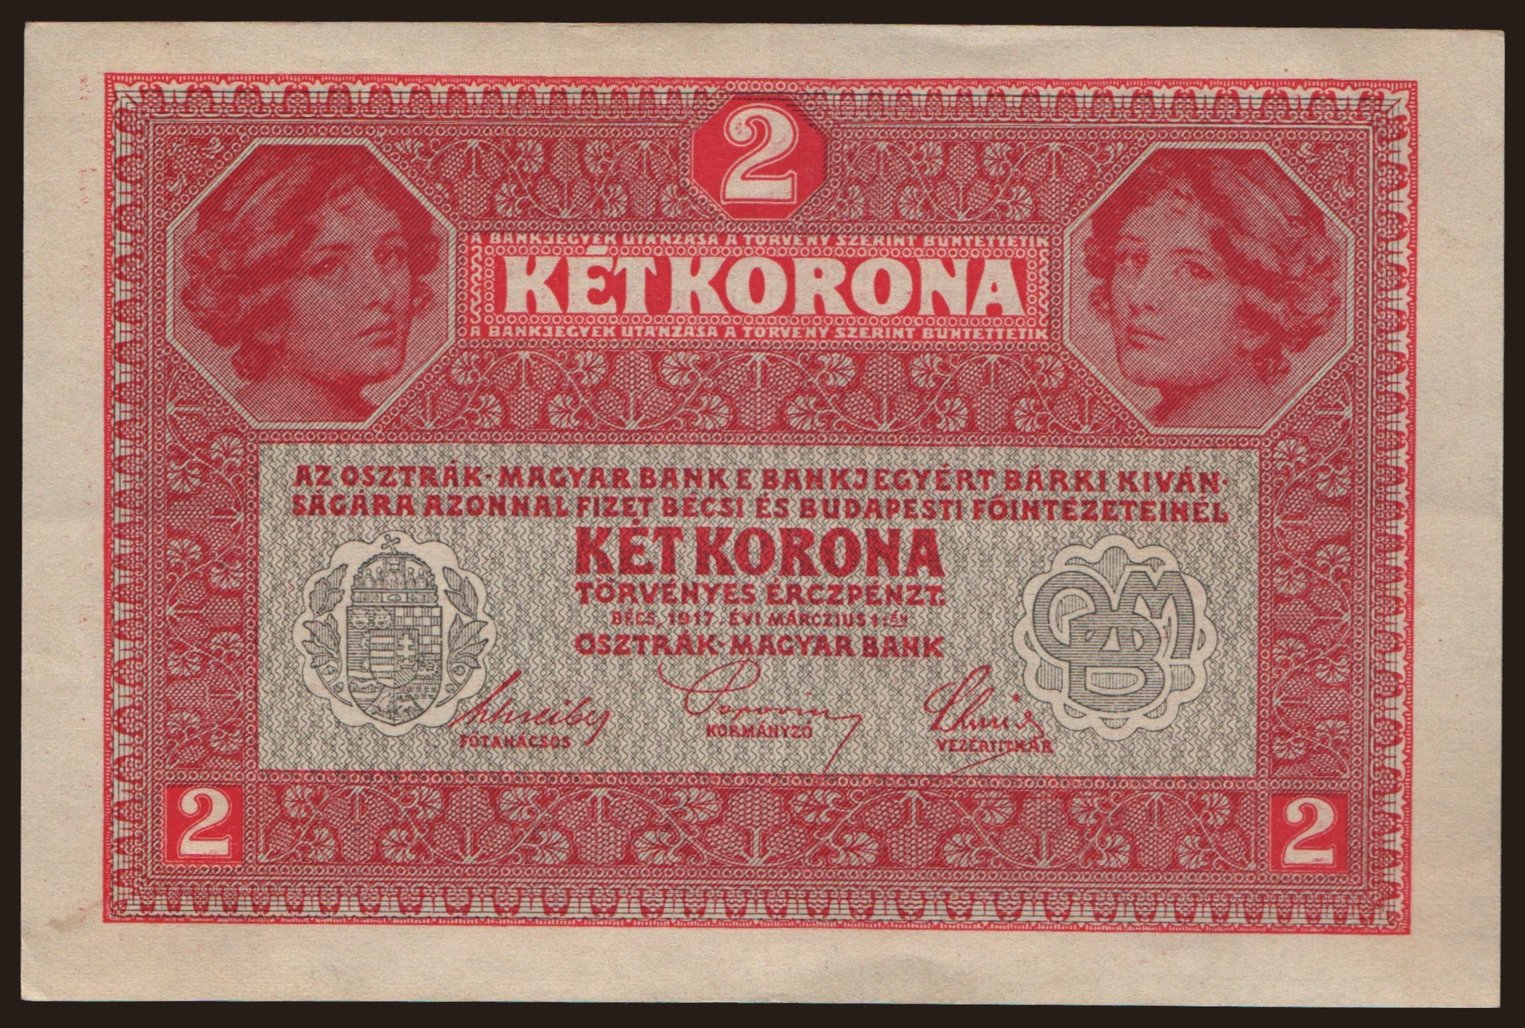 2
A BANKJEGYEK UTÁNZÁSA A TÖRVÉNY SZERINT BÜNTETTETIK
KÉT KORONA
A BANKJEGYEK UTÁNZÁSA A TÖRVÉNY SZERINT BÜNTETTETIK
AZ OSZTRÁK-MAGYAR BANK E BANKJEGYÉRT BÁRKI KIVÁN-
SÁGÁRA AZONNAL FIZET BÉCSI ÉS BUDAPESTI FŐINTÉZETEINÉL
KÉT KORONA
TÖRVÉNYES ÉRCZPÉNZT.
BÉCS, 1917. ÉVI MÁRCZIUS 1-ÉN
OSZTRÁK-MAGYAR BANK
FŐTANÁCSOS KORMÁNYZÓ VEZÉRTITKÁR
2 2